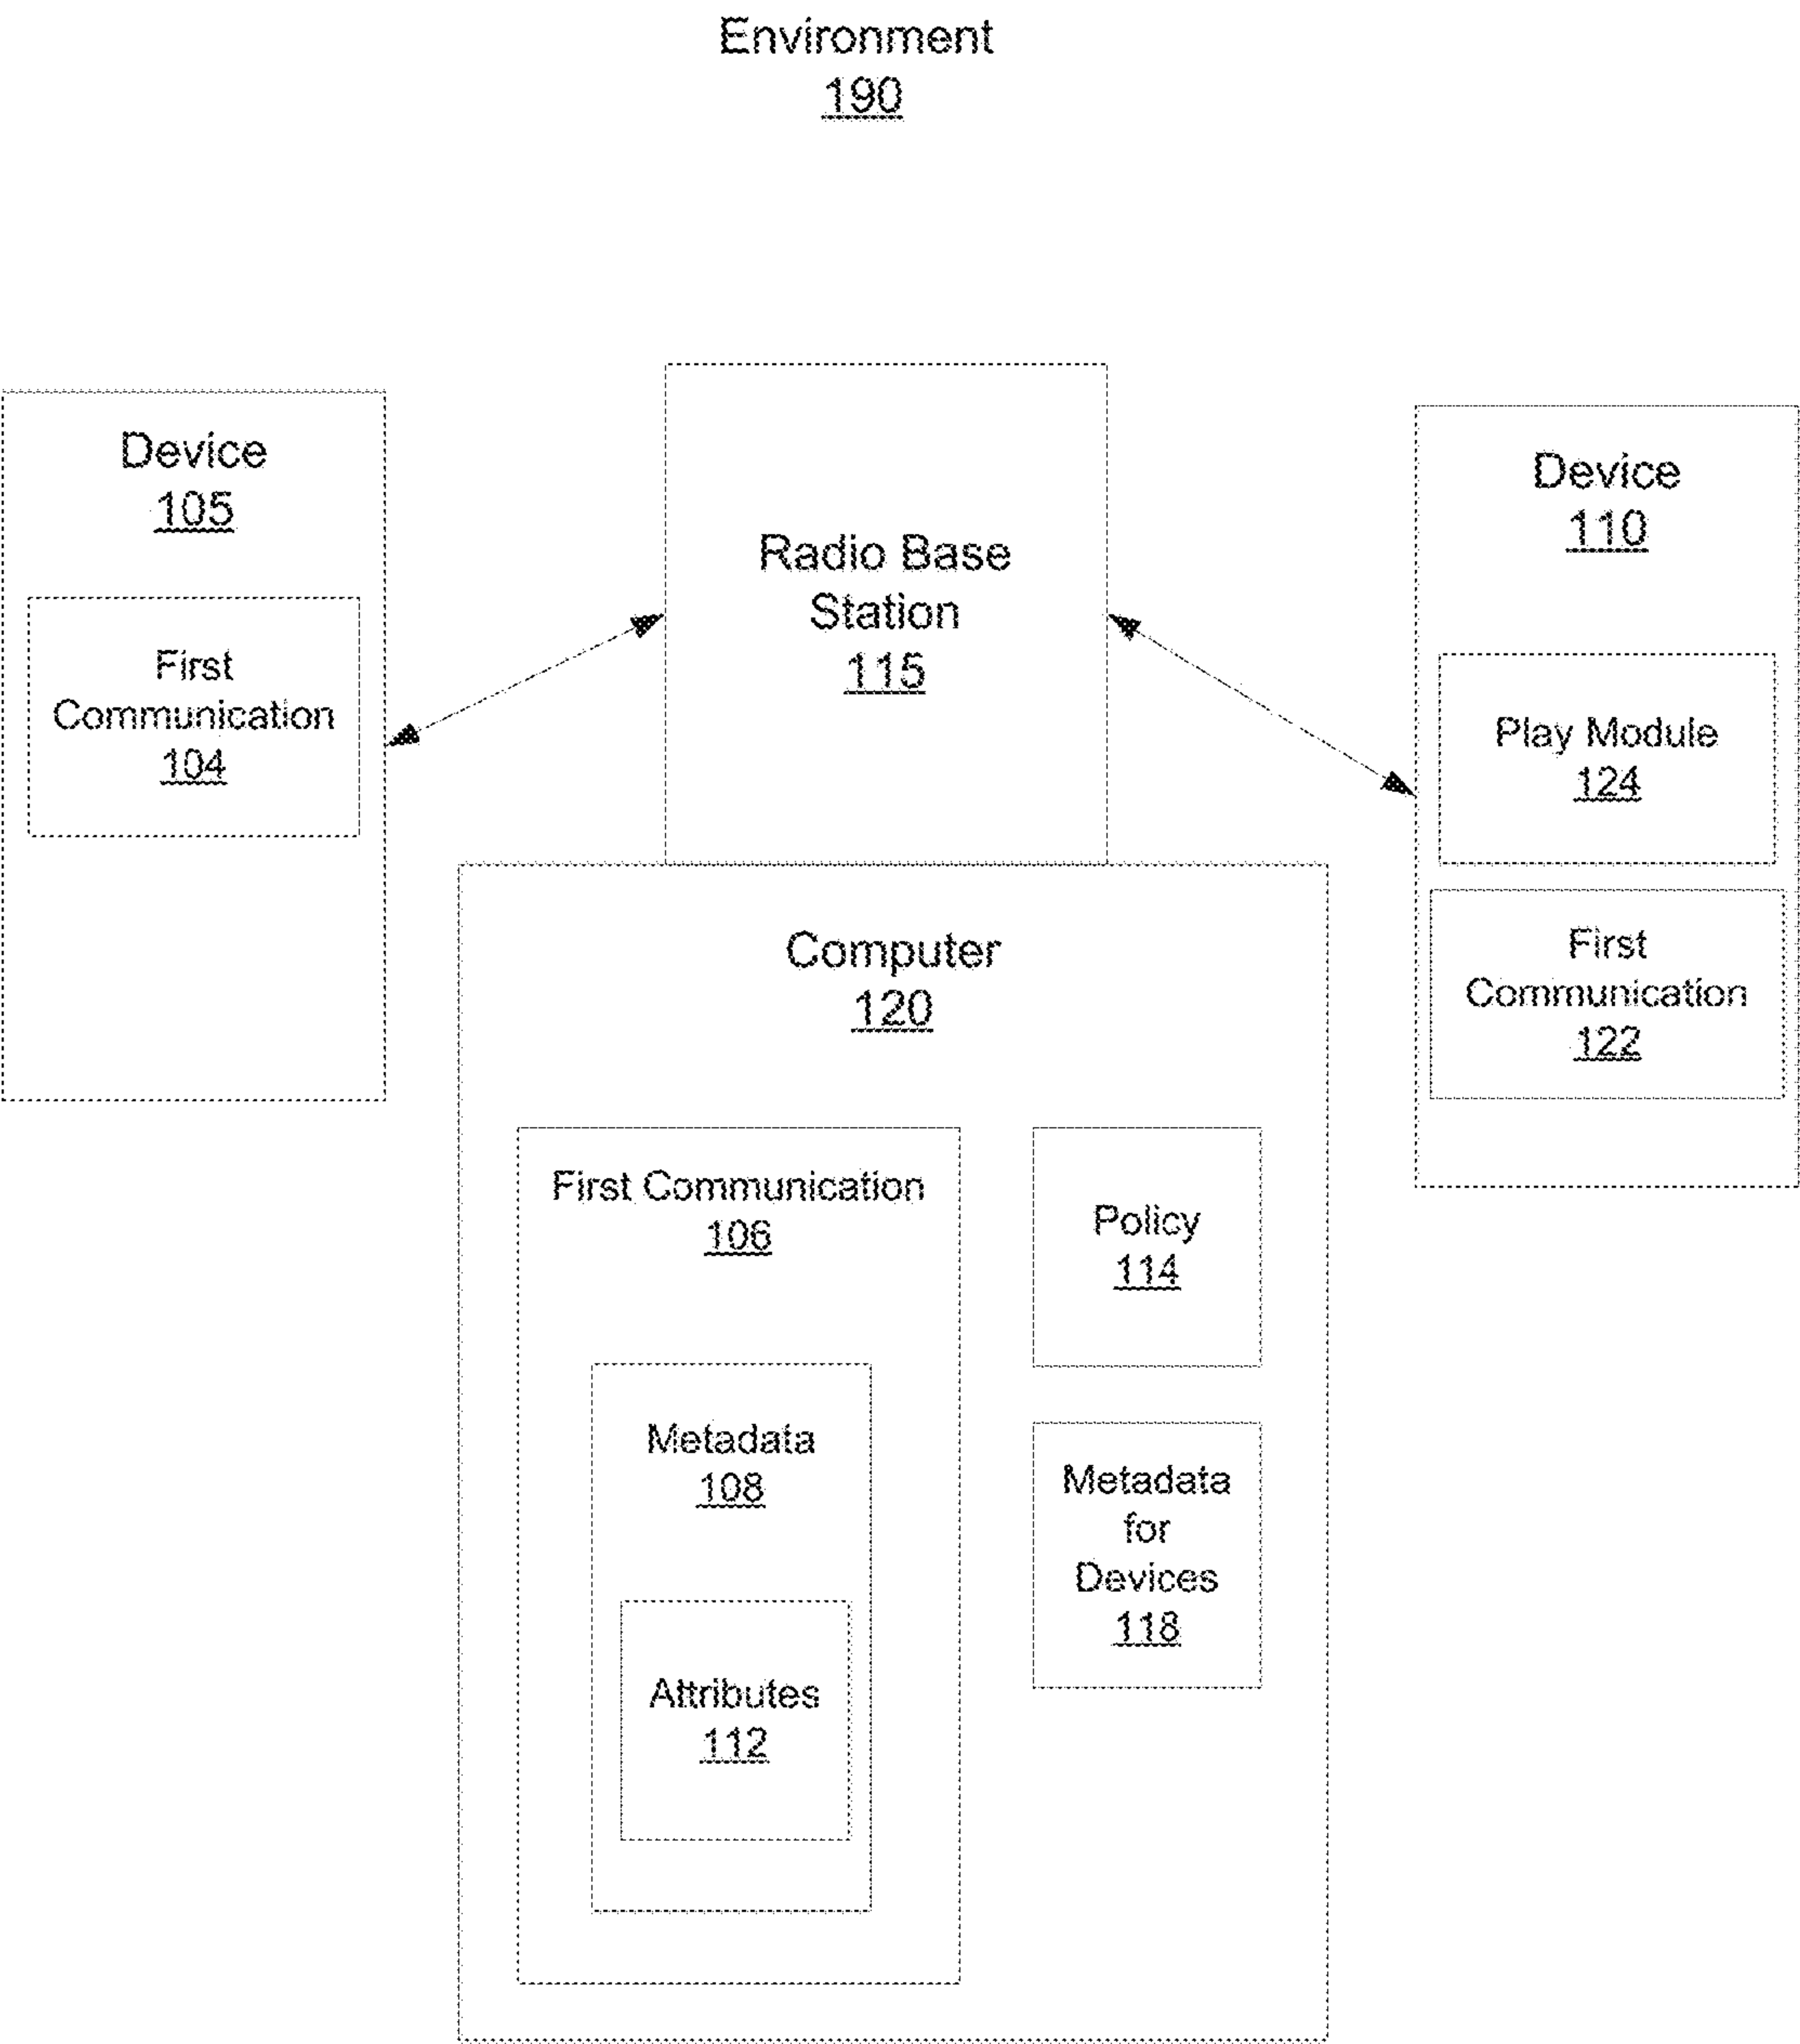 Environment
190
Device
105
First
Communication
104
Radio Base
Station
115
Device
110
Play Module
124
First
Communication
122
Computer
120
First Communication
106
Metadata
108
Attributes
112
Policy
114
Metadata
for
Devices
118